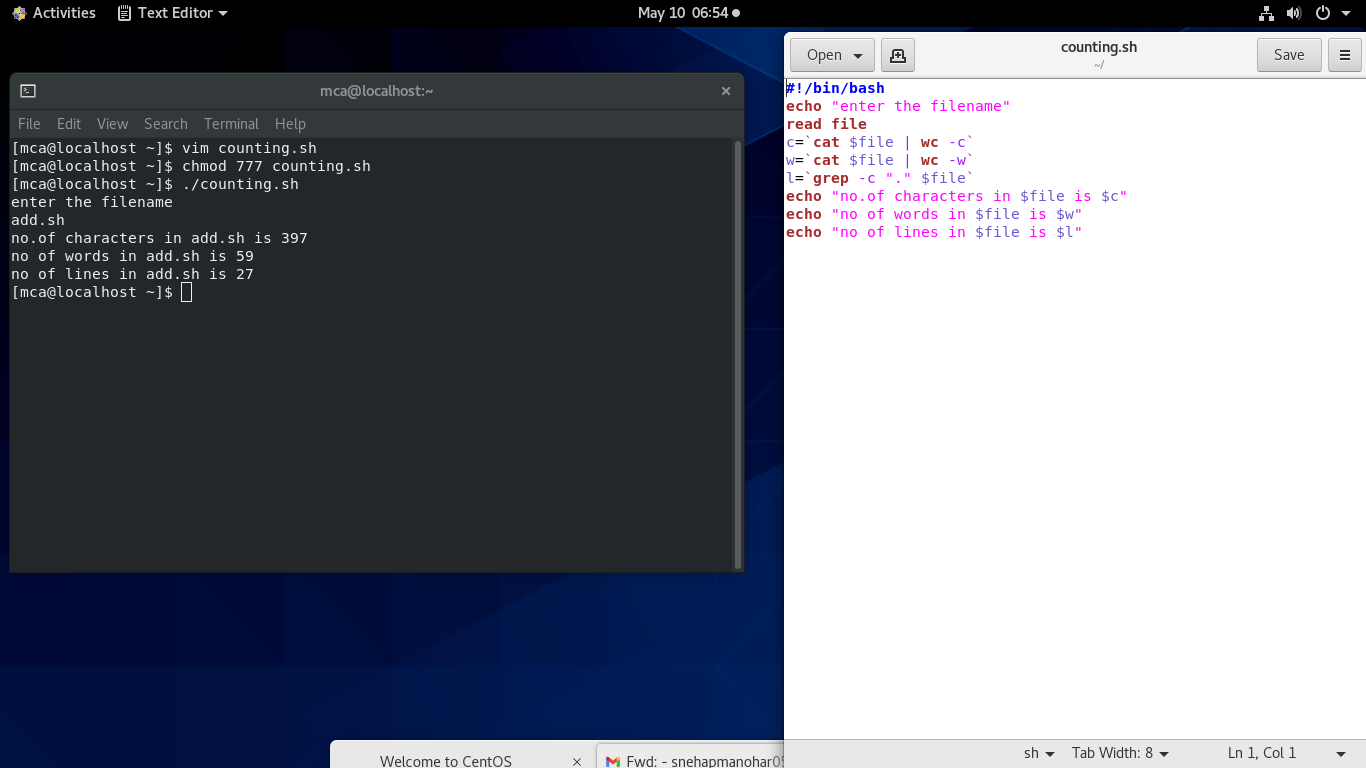 Activities Text Editor May 10 06:54
mca@localhost:~
File Edit View Search Terminal Help
[mca@localhost ~]$ vim counting.sh
[mca@localhost ~]$ chmod 777 counting.sh
[mca@localhost ~]$ ./counting.sh
enter the filename
add.sh
no.of characters in add.sh is 397
no of words in add.sh is 59
no of lines in add.sh is 27
[mca@localhost ~]$
Open counting.sh Save
~/
#!/bin/bash
echo "enter the filename"
read file
c=`cat $file | wc -c`
w=`cat $file | wc -w`
l=`grep -c "." $file`
echo "no.of characters in $file is $c"
echo "no of words in $file is $w"
echo "no of lines in $file is $l"
sh Tab Width: 8 Ln 1, Col 1
Welcome to CentOS × Fwd: - snehapmanohar